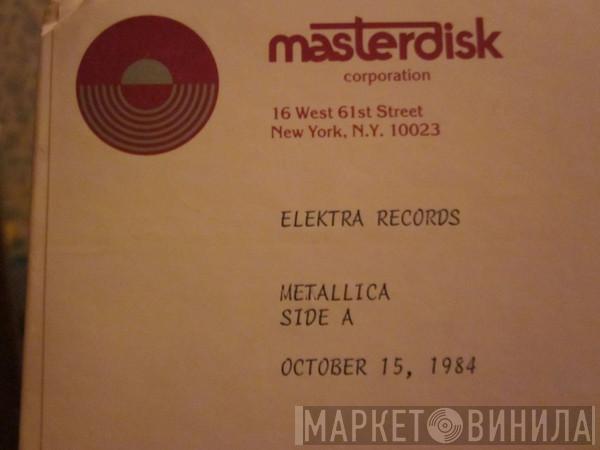 masterdisk
corporation
16 West 61st Street
New York, N.Y. 10023
ELEKTRA RECORDS
METALLICA
SIDE A
OCTOBER 15, 1984
МАРКЕТ ВИНИЛА